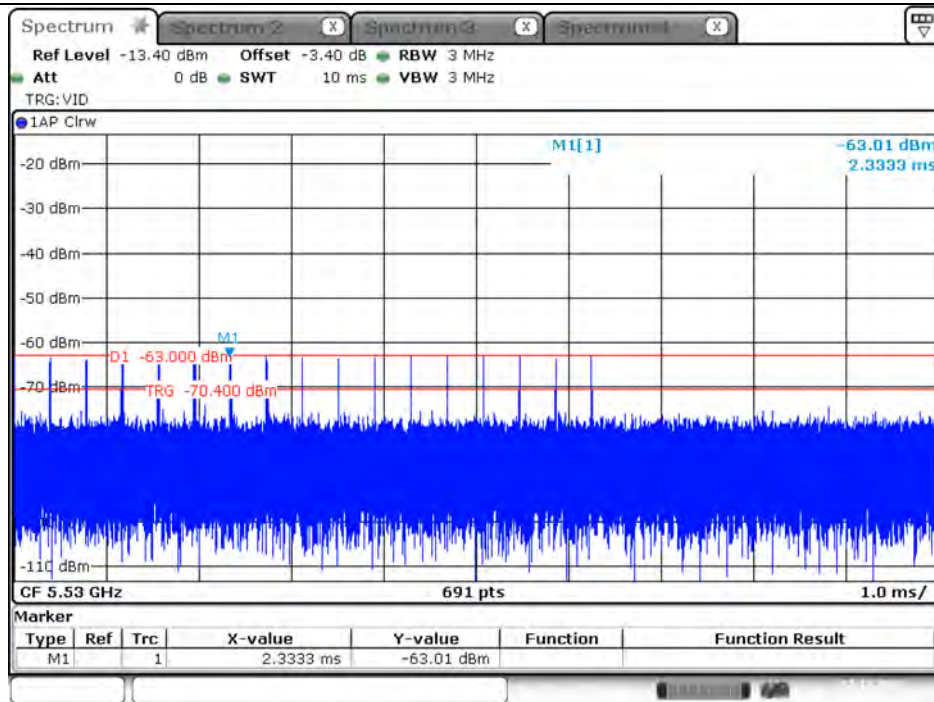 Spectrum
Spectrum 2 X
Spectrum 3 X
Spectrum 4 X
Ref Level -13.40 dBm Offset -3.40 dB RBW 3 MHz
Att 0 dB SWT 10 ms VBW 3 MHz
TRG:VID
1AP Clrw
M1[1] -63.01 dBm
2.3333 ms
-20 dBm
-30 dBm
-40 dBm
-50 dBm
-60 dBm
M1
D1 -63.000 dBm
-70 dBm
TRG -70.400 dBm
-110 dBm
CF 5.53 GHz 691 pts 1.0 ms/
Marker
Type Ref Trc X-value Y-value Function Function Result
M1 1 2.3333 ms -63.01 dBm